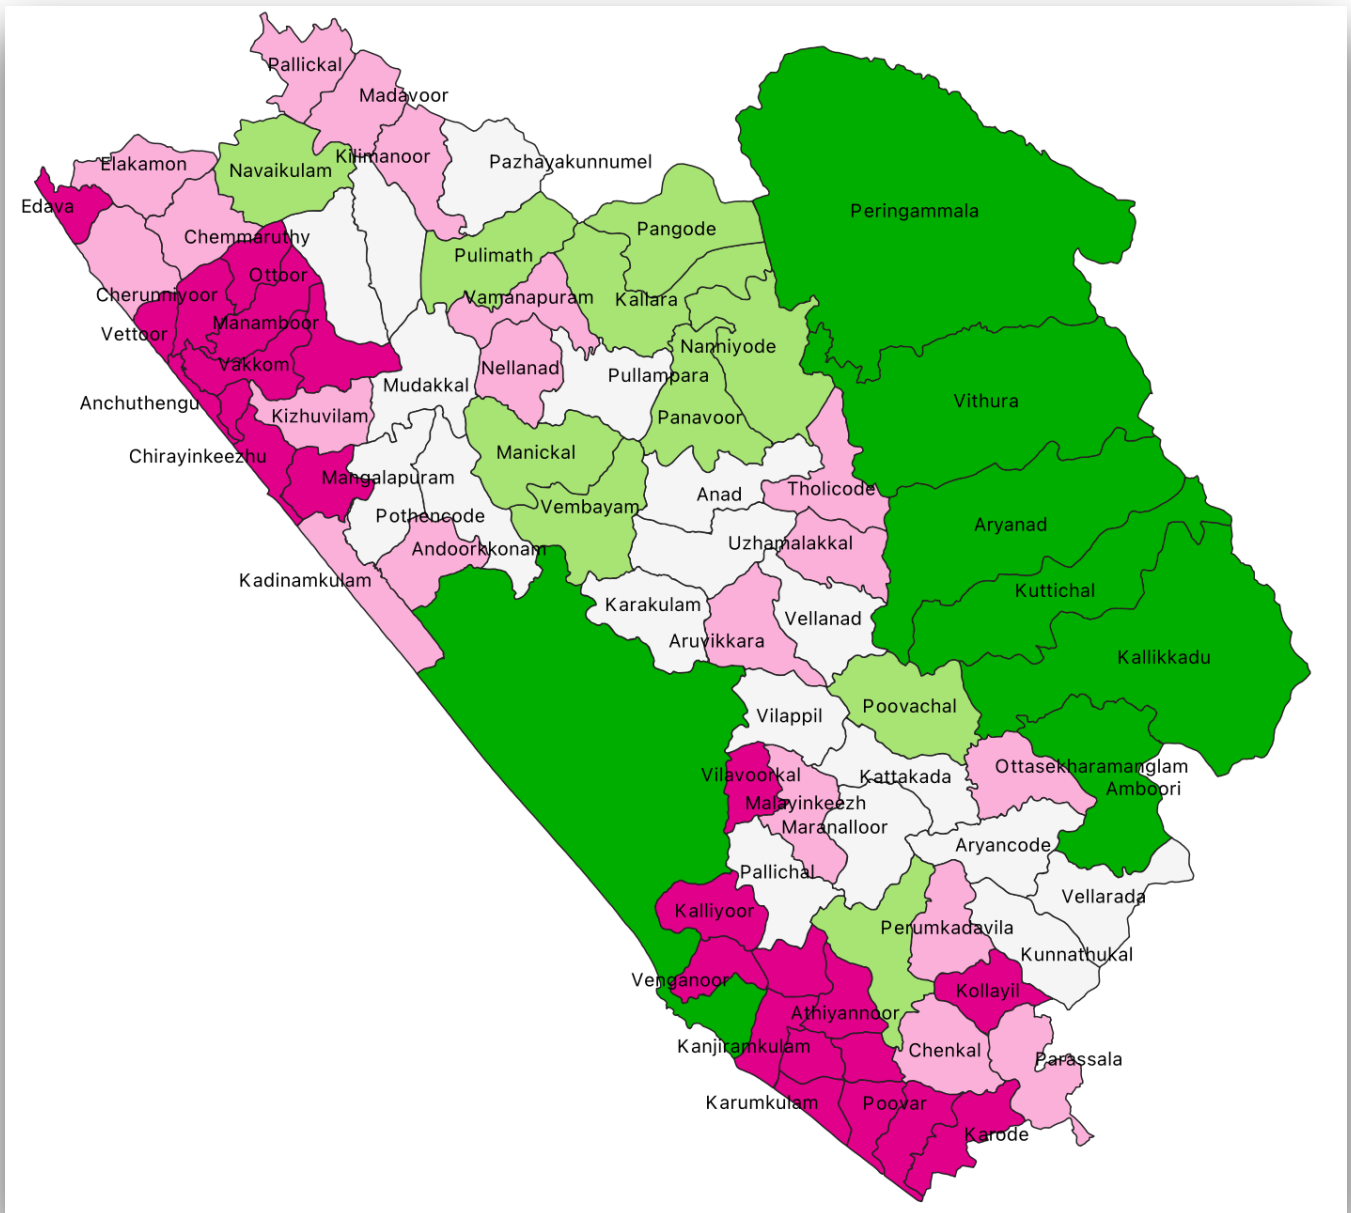 Pallickal
Madavoor
Kilimanoor
Pazhayakunnumel
Elakamon
Navaikulam
Edava
Peringammala
Pangode
Chemmaruthy
Pulimath
Ottoor
Cherunniyoor
Vamanapuram
Kallara
Manamboor
Vettoor
Nanniyode
Vakkom
Nellanad
Pullampara
Mudakkal
Vithura
Anchuthengu
Kizhuvilam
Panavoor
Manickal
Chirayinkeezhu
Mangalapuram
Tholicode
Anad
Vembayam
Pothencode
Aryanad
Uzhamalakkal
Andoorkkonam
Kadinamkulam
Kuttichal
Karakulam
Vellanad
Aruvikkara
Kallikkadu
Poovachal
Vilappil
Ottasekharamanglam
Vilavoorkal
Kattakada
Amboori
Malayinkeezh
Maranalloor
Aryancode
Pallichal
Vellarada
Kalliyoor
Perumkadavila
Kunnathukal
Venganoor
Kollayil
Athiyannoor
Kanjiramkulam
Chenkal
Parassala
Karumkulam
Poovar
Karode